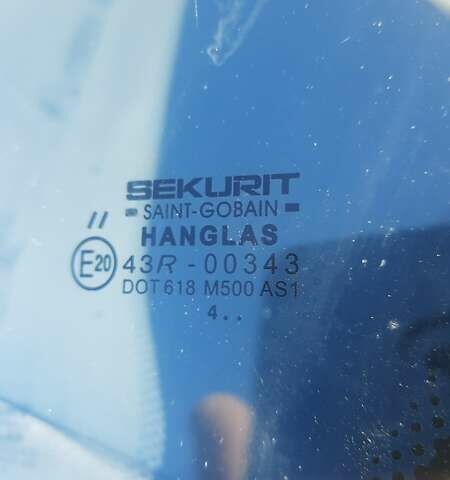 SEKURIT
SAINT-GOBAIN
HANGLAS
//
E20 43R - 00343
DOT 618 M500 AS1
4 . .